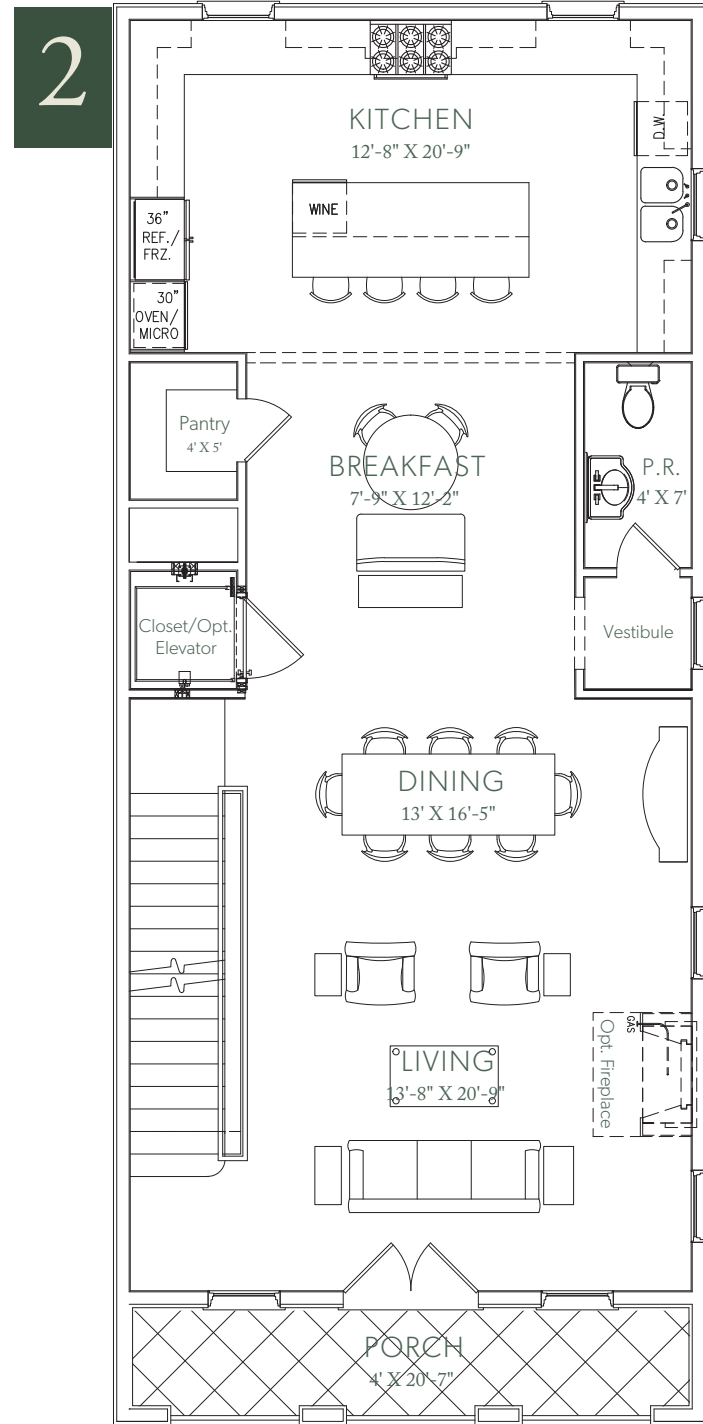 2
KITCHEN
12'-8" X 20'-9"
D.W.
WINE
36"
REF./
FRZ.
30"
OVEN/
MICRO
Pantry
4' X 5'
BREAKFAST
7'-9" X 12'-2"
P.R.
4' X 7'
Closet/Opt.
Elevator
Vestibule
DINING
13' X 16'-5"
GAS
Opt. Fireplace
LIVING
13'-8" X 20'-9"
PORCH
4' X 20'-7"